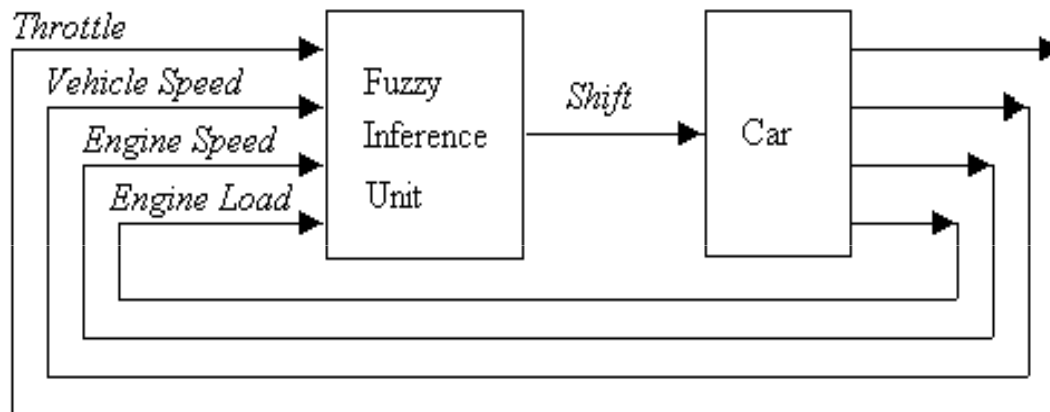 Throttle
Vehicle Speed
Engine Speed
Engine Load
Fuzzy
Inference
Unit
Shift
Car